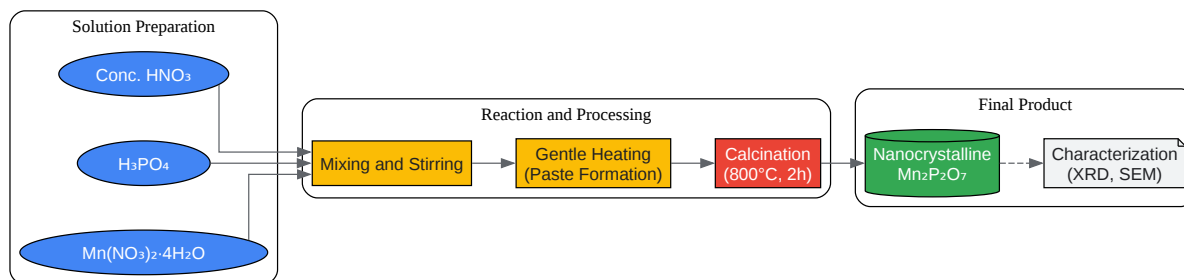 Solution Preparation
Conc. HNO₃
H₃PO₄
Mn(NO₃)₂·4H₂O
Reaction and Processing
Mixing and Stirring
Gentle Heating
(Paste Formation)
Calcination
(800°C, 2h)
Final Product
Nanocrystalline
Mn₂P₂O₇
Characterization
(XRD, SEM)